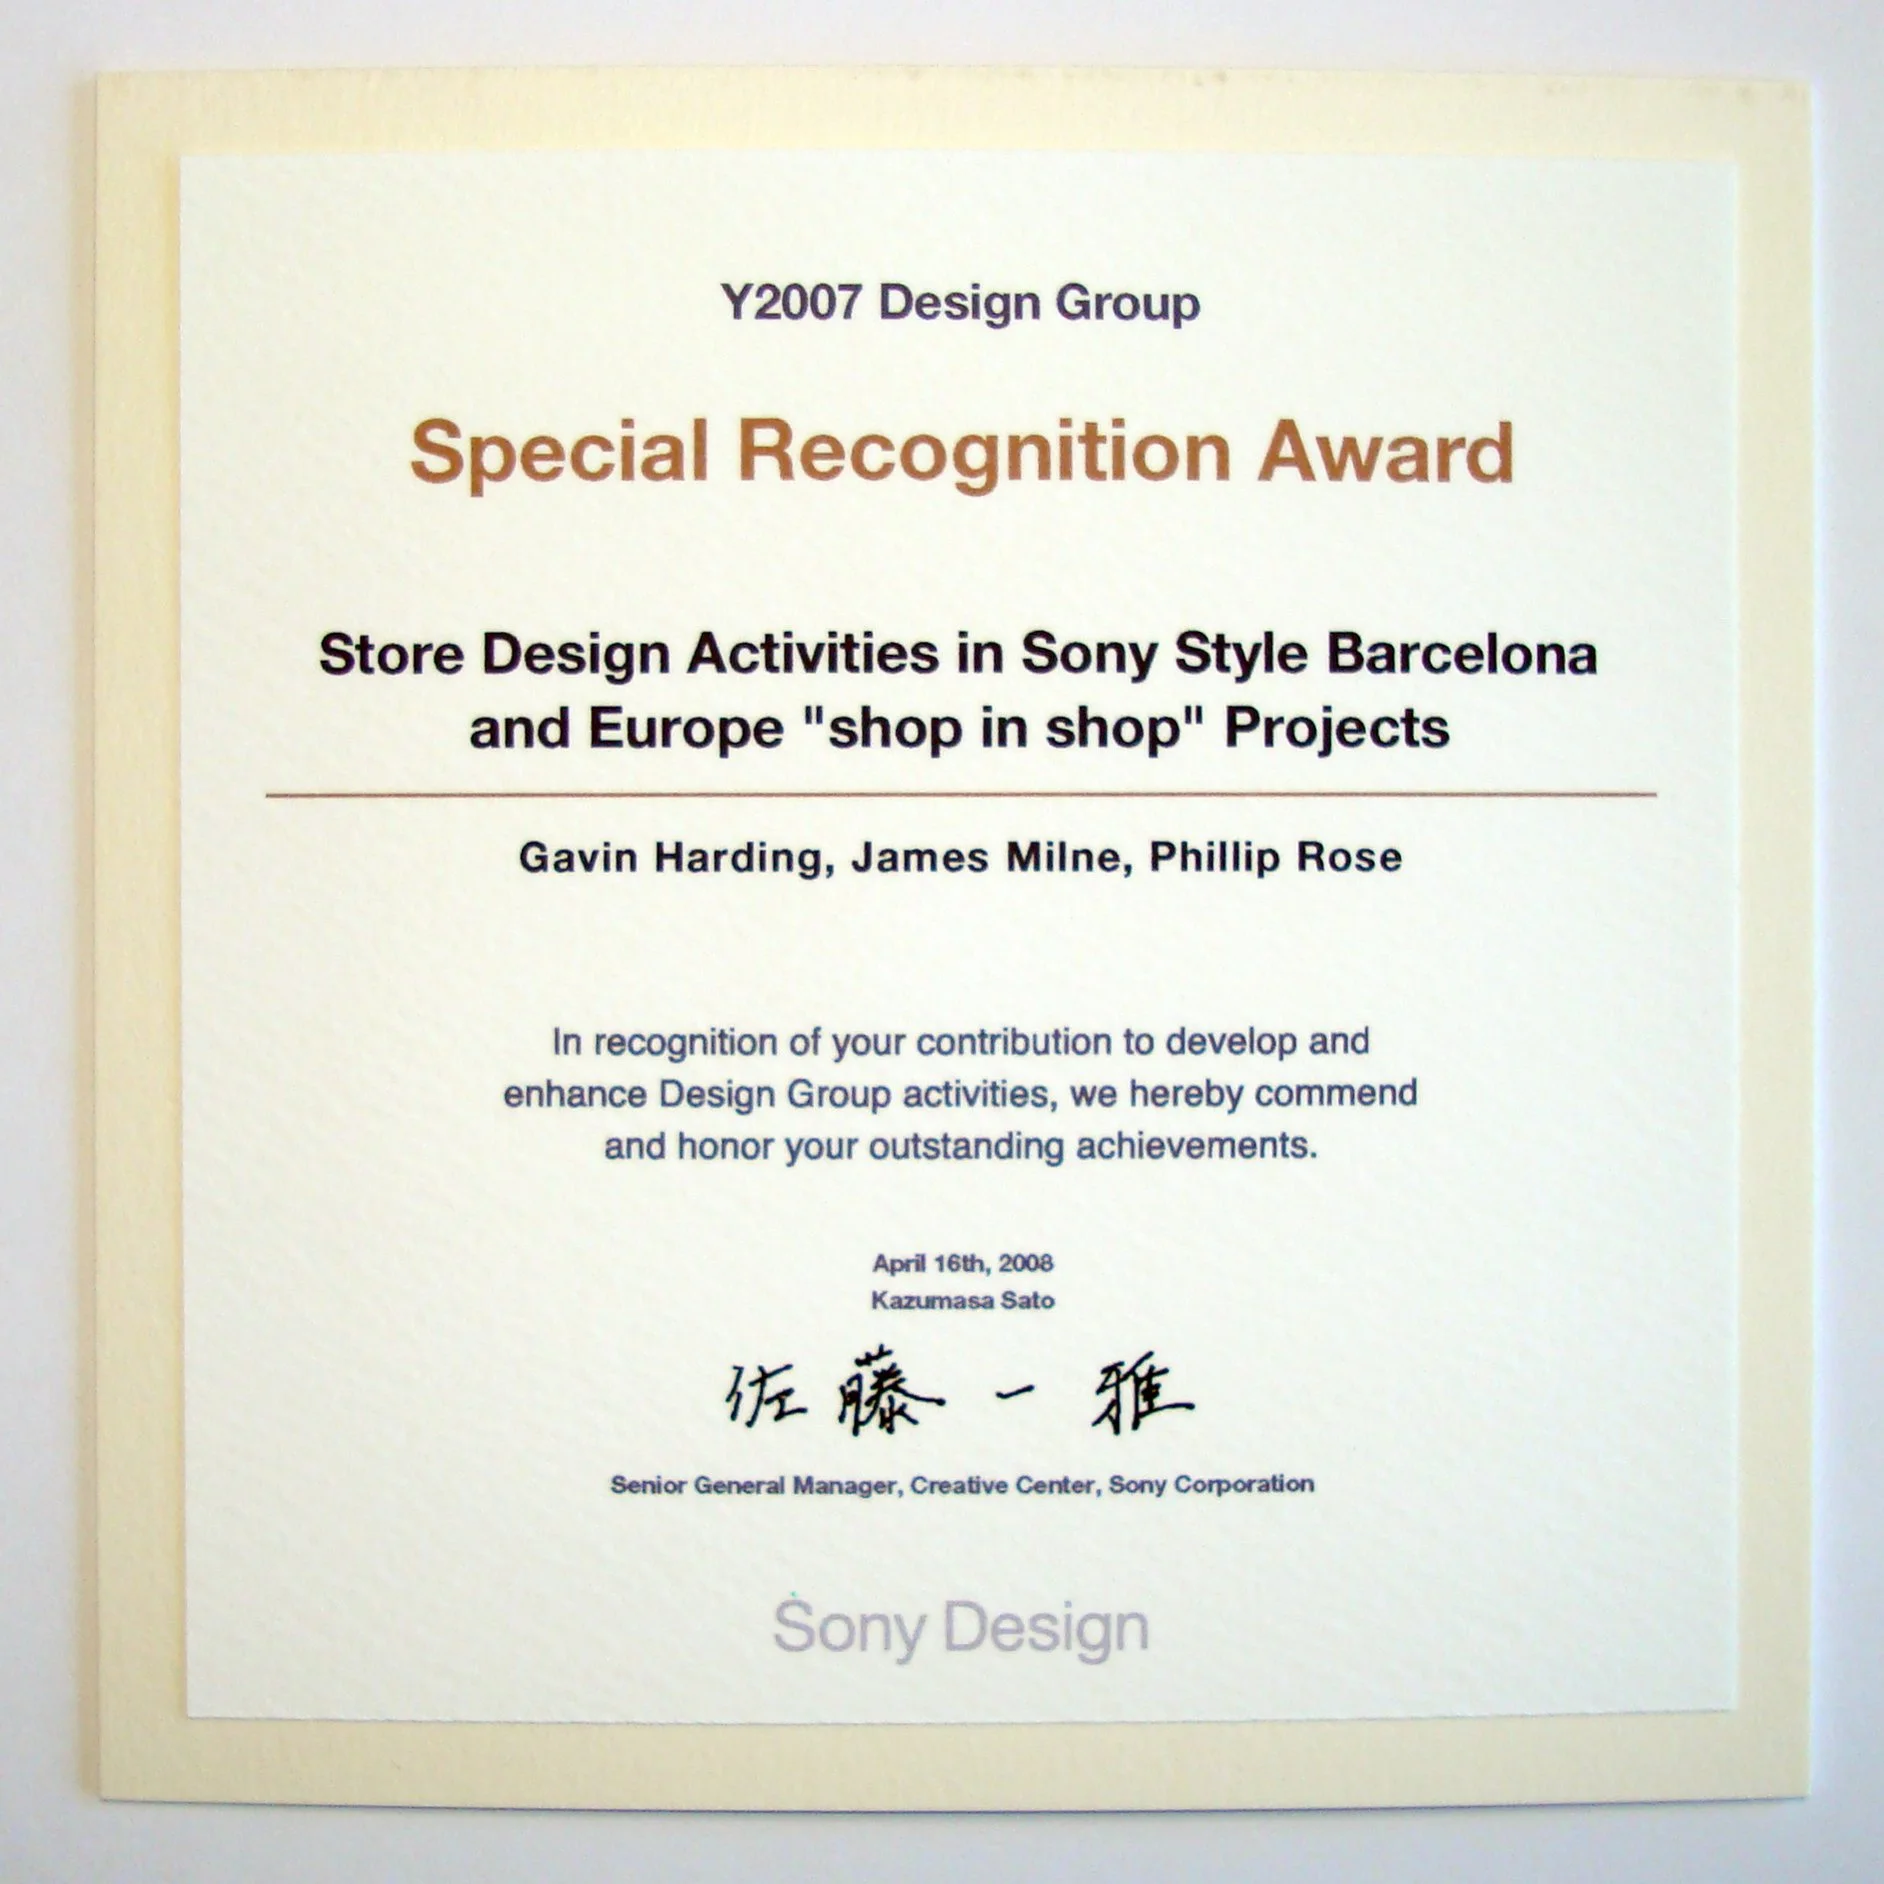 Y2007 Design Group
Special Recognition Award
Store Design Activities in Sony Style Barcelona
and Europe "shop in shop" Projects
Gavin Harding, James Milne, Phillip Rose
In recognition of your contribution to develop and
enhance Design Group activities, we hereby commend
and honor your outstanding achievements.
April 16th, 2008
Kazumasa Sato
佐藤一雅
Senior General Manager, Creative Center, Sony Corporation
Sony Design